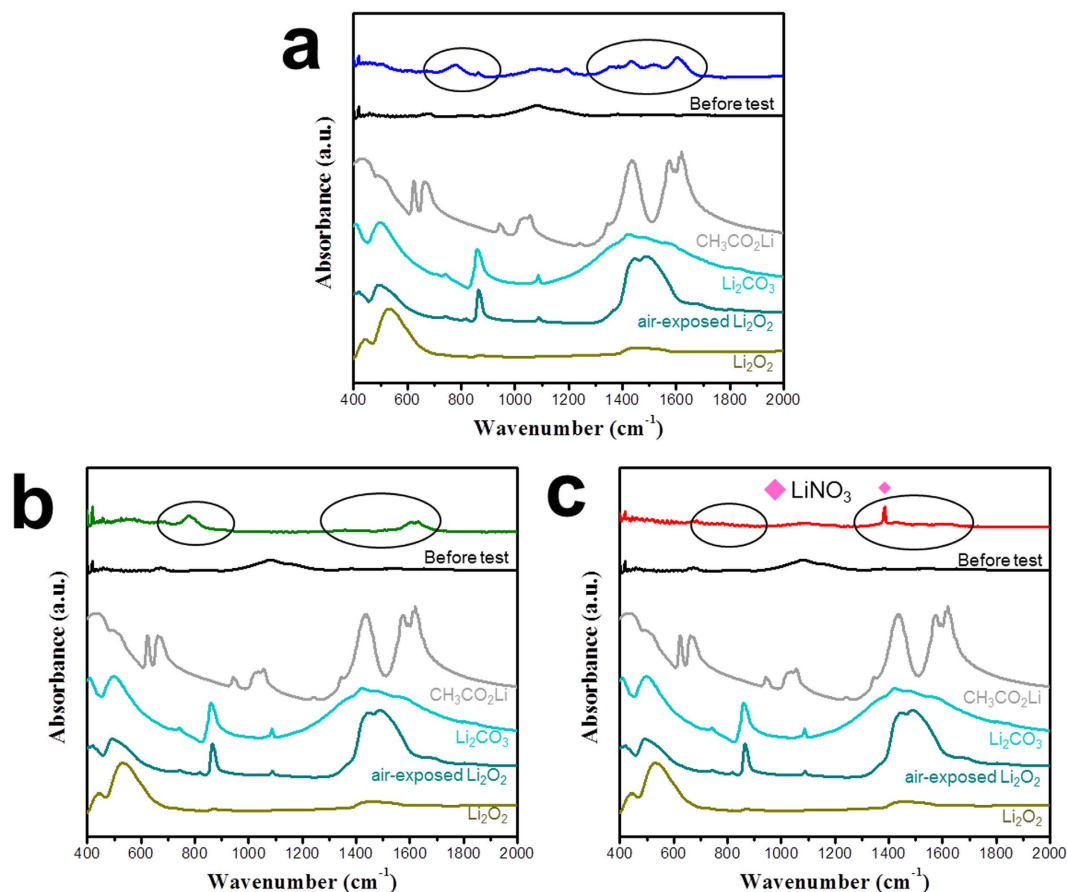 a
Before test
CH₃CO₂Li
Li₂CO₃
air-exposed Li₂O₂
Li₂O₂
Absorbance (a.u.)
400 600 800 1000 1200 1400 1600 1800 2000
Wavenumber (cm⁻¹)
b
Before test
CH₃CO₂Li
Li₂CO₃
air-exposed Li₂O₂
Li₂O₂
Absorbance (a.u.)
400 600 800 1000 1200 1400 1600 1800 2000
Wavenumber (cm⁻¹)
c
LiNO₃
Before test
CH₃CO₂Li
Li₂CO₃
air-exposed Li₂O₂
Li₂O₂
Absorbance (a.u.)
400 600 800 1000 1200 1400 1600 1800 2000
Wavenumber (cm⁻¹)